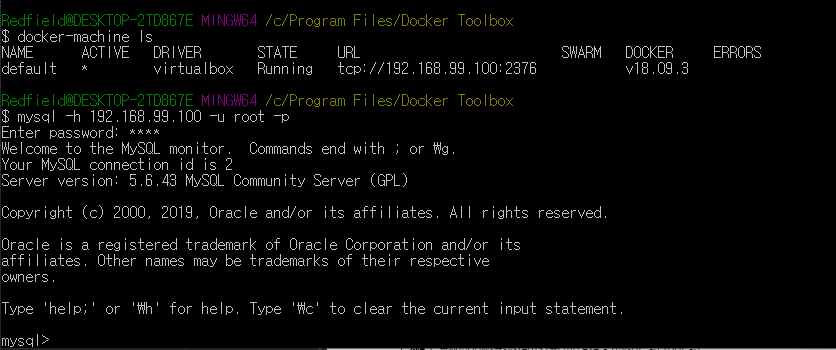 Redfield@DESKTOP-2TD867E MINGW64 /c/Program Files/Docker Toolbox
$ docker-machine ls
NAME      ACTIVE   DRIVER       STATE     URL                         SWARM   DOCKER     ERRORS
default   *        virtualbox   Running   tcp://192.168.99.100:2376           v18.09.3
Redfield@DESKTOP-2TD867E MINGW64 /c/Program Files/Docker Toolbox
$ mysql -h 192.168.99.100 -u root -p
Enter password: ****
Welcome to the MySQL monitor.  Commands end with ; or ₩g.
Your MySQL connection id is 2
Server version: 5.6.43 MySQL Community Server (GPL)
Copyright (c) 2000, 2019, Oracle and/or its affiliates. All rights reserved.
Oracle is a registered trademark of Oracle Corporation and/or its
affiliates. Other names may be trademarks of their respective
owners.
Type 'help;' or '₩h' for help. Type '₩c' to clear the current input statement.
mysql>